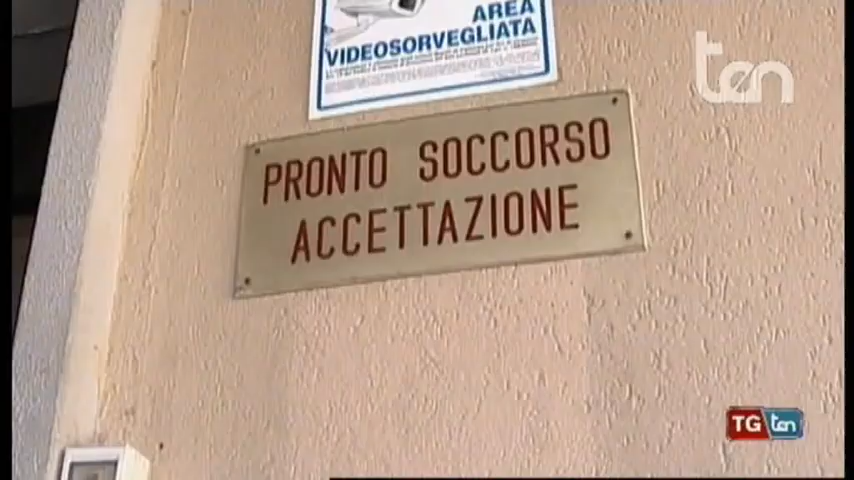 AREA
VIDEOSORVEGLIATA
ten
PRONTO SOCCORSO
ACCETTAZIONE
TG ten